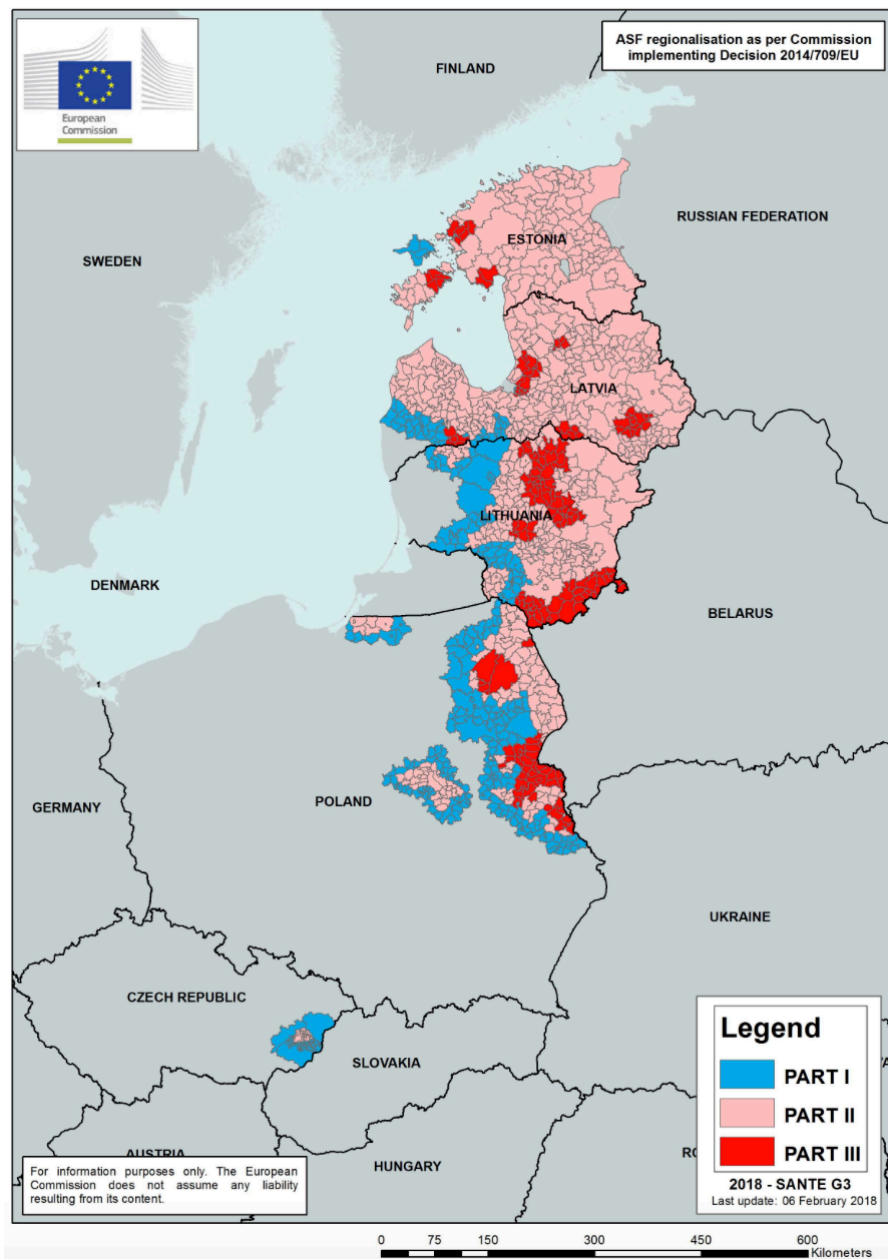 European
Commission
ASF regionalisation as per Commission
implementing Decision 2014/709/EU
FINLAND
RUSSIAN FEDERATION
ESTONIA
SWEDEN
LATVIA
LITHUANIA
DENMARK
BELARUS
POLAND
GERMANY
UKRAINE
CZECH REPUBLIC
SLOVAKIA
AUSTRIA
HUNGARY
Legend
PART I
PART II
PART III
2018 - SANTE G3
Last update: 06 February 2018
For information purposes only. The European
Commission does not assume any liability
resulting from its content.
0 75 150 300 450 600
Kilometers